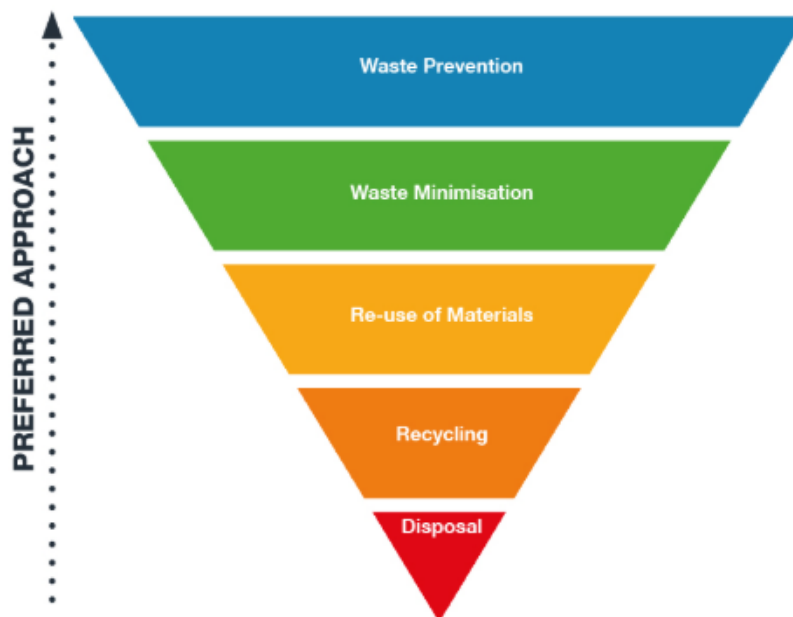 PREFERRED APPROACH
Waste Prevention
Waste Minimisation
Re-use of Materials
Recycling
Disposal